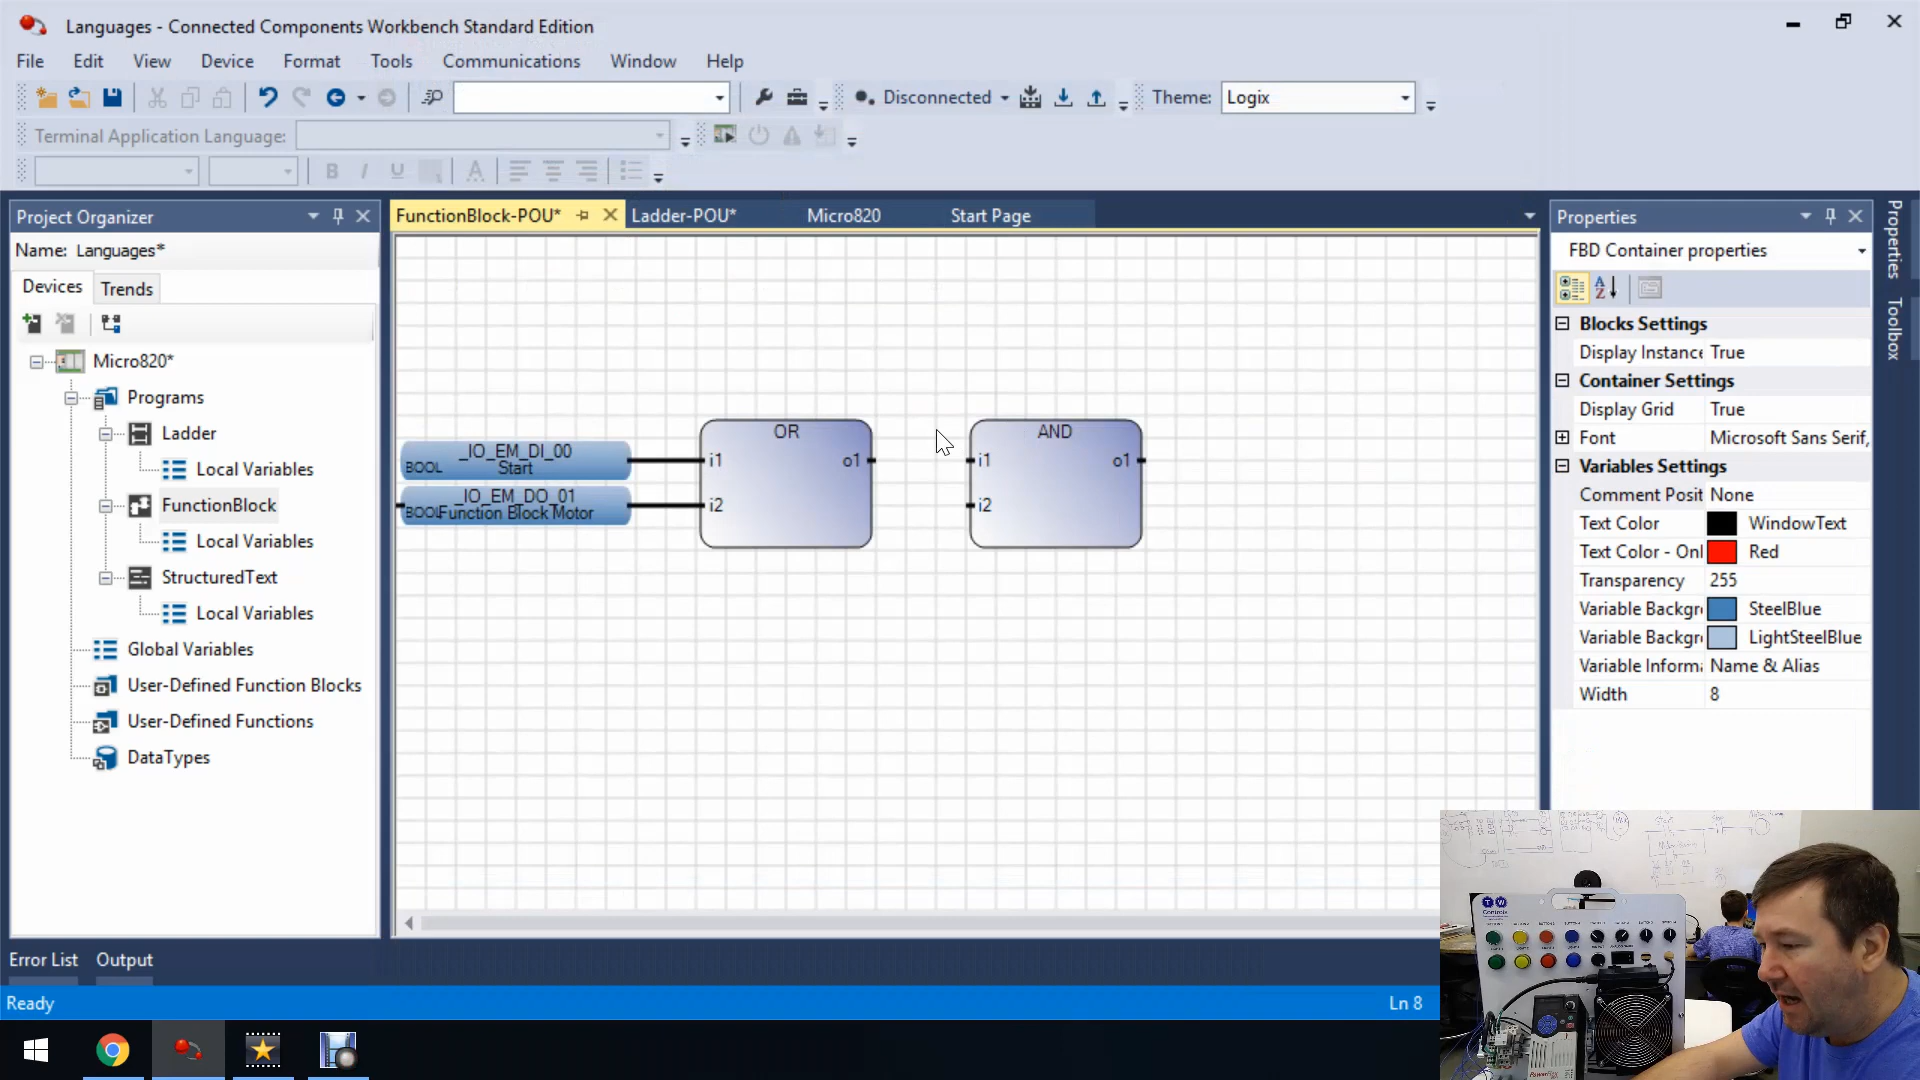 Languages - Connected Components Workbench Standard Edition
File Edit View Device Format Tools Communications Window Help
Disconnected Theme: Logix
Terminal Application Language:
B I U A
Project Organizer
Name: Languages*
Devices Trends
Micro820*
Programs
Ladder
Local Variables
FunctionBlock
Local Variables
StructuredText
Local Variables
Global Variables
User-Defined Function Blocks
User-Defined Functions
DataTypes
FunctionBlock-POU* Ladder-POU* Micro820 Start Page
_IO_EM_DI_00
BOOL Start
_IO_EM_DO_01
BOOL Function Block Motor
OR
i1 o1
i2
AND
i1 o1
i2
Properties
FBD Container properties
Blocks Settings
Display Instance True
Container Settings
Display Grid True
Font Microsoft Sans Serif,
Variables Settings
Comment Posit None
Text Color WindowText
Text Color - Onl Red
Transparency 255
Variable Backgr SteelBlue
Variable Backgr LightSteelBlue
Variable Informa Name & Alias
Width 8
Properties
Toolbox
Error List Output
Ready Ln 8
T W
Controls